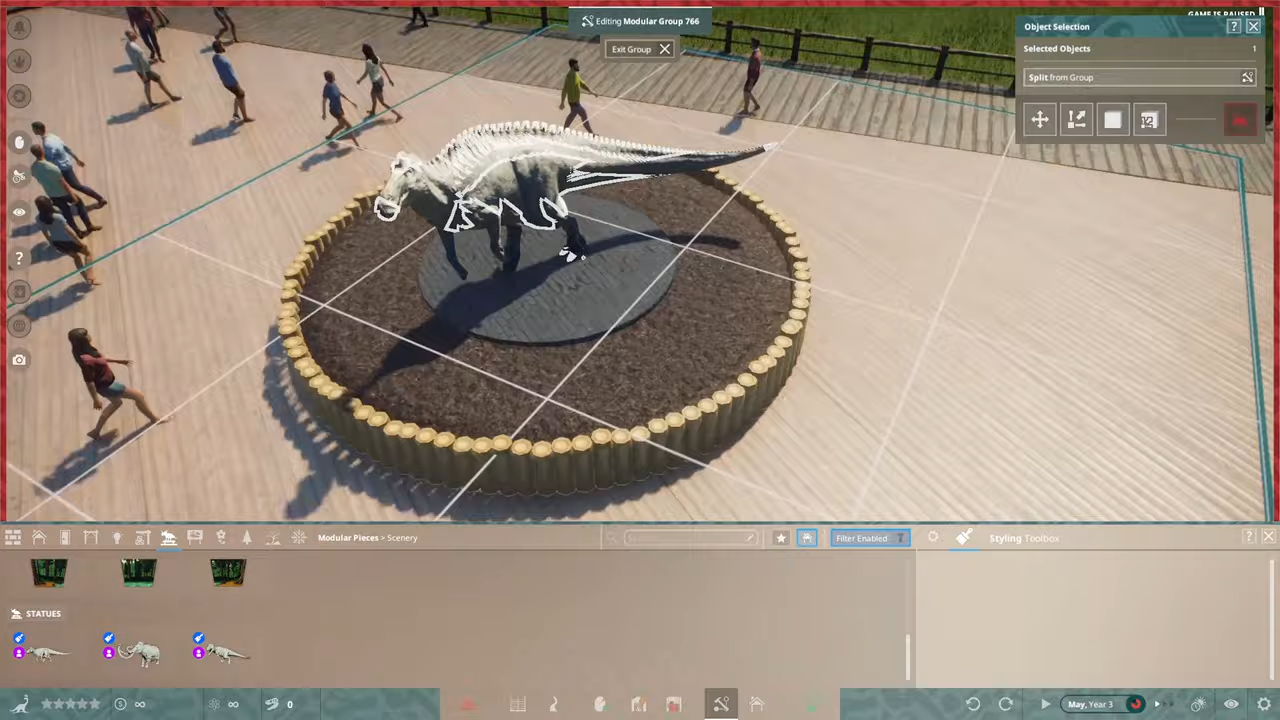 GAME IS PAUSED
Editing Modular Group 766
Exit Group
Object Selection
?
Selected Objects 1
Split from Group
?
Modular Pieces > Scenery
Filter Enabled
Styling Toolbox
?
STATUES
∞
∞
0
May, Year 3